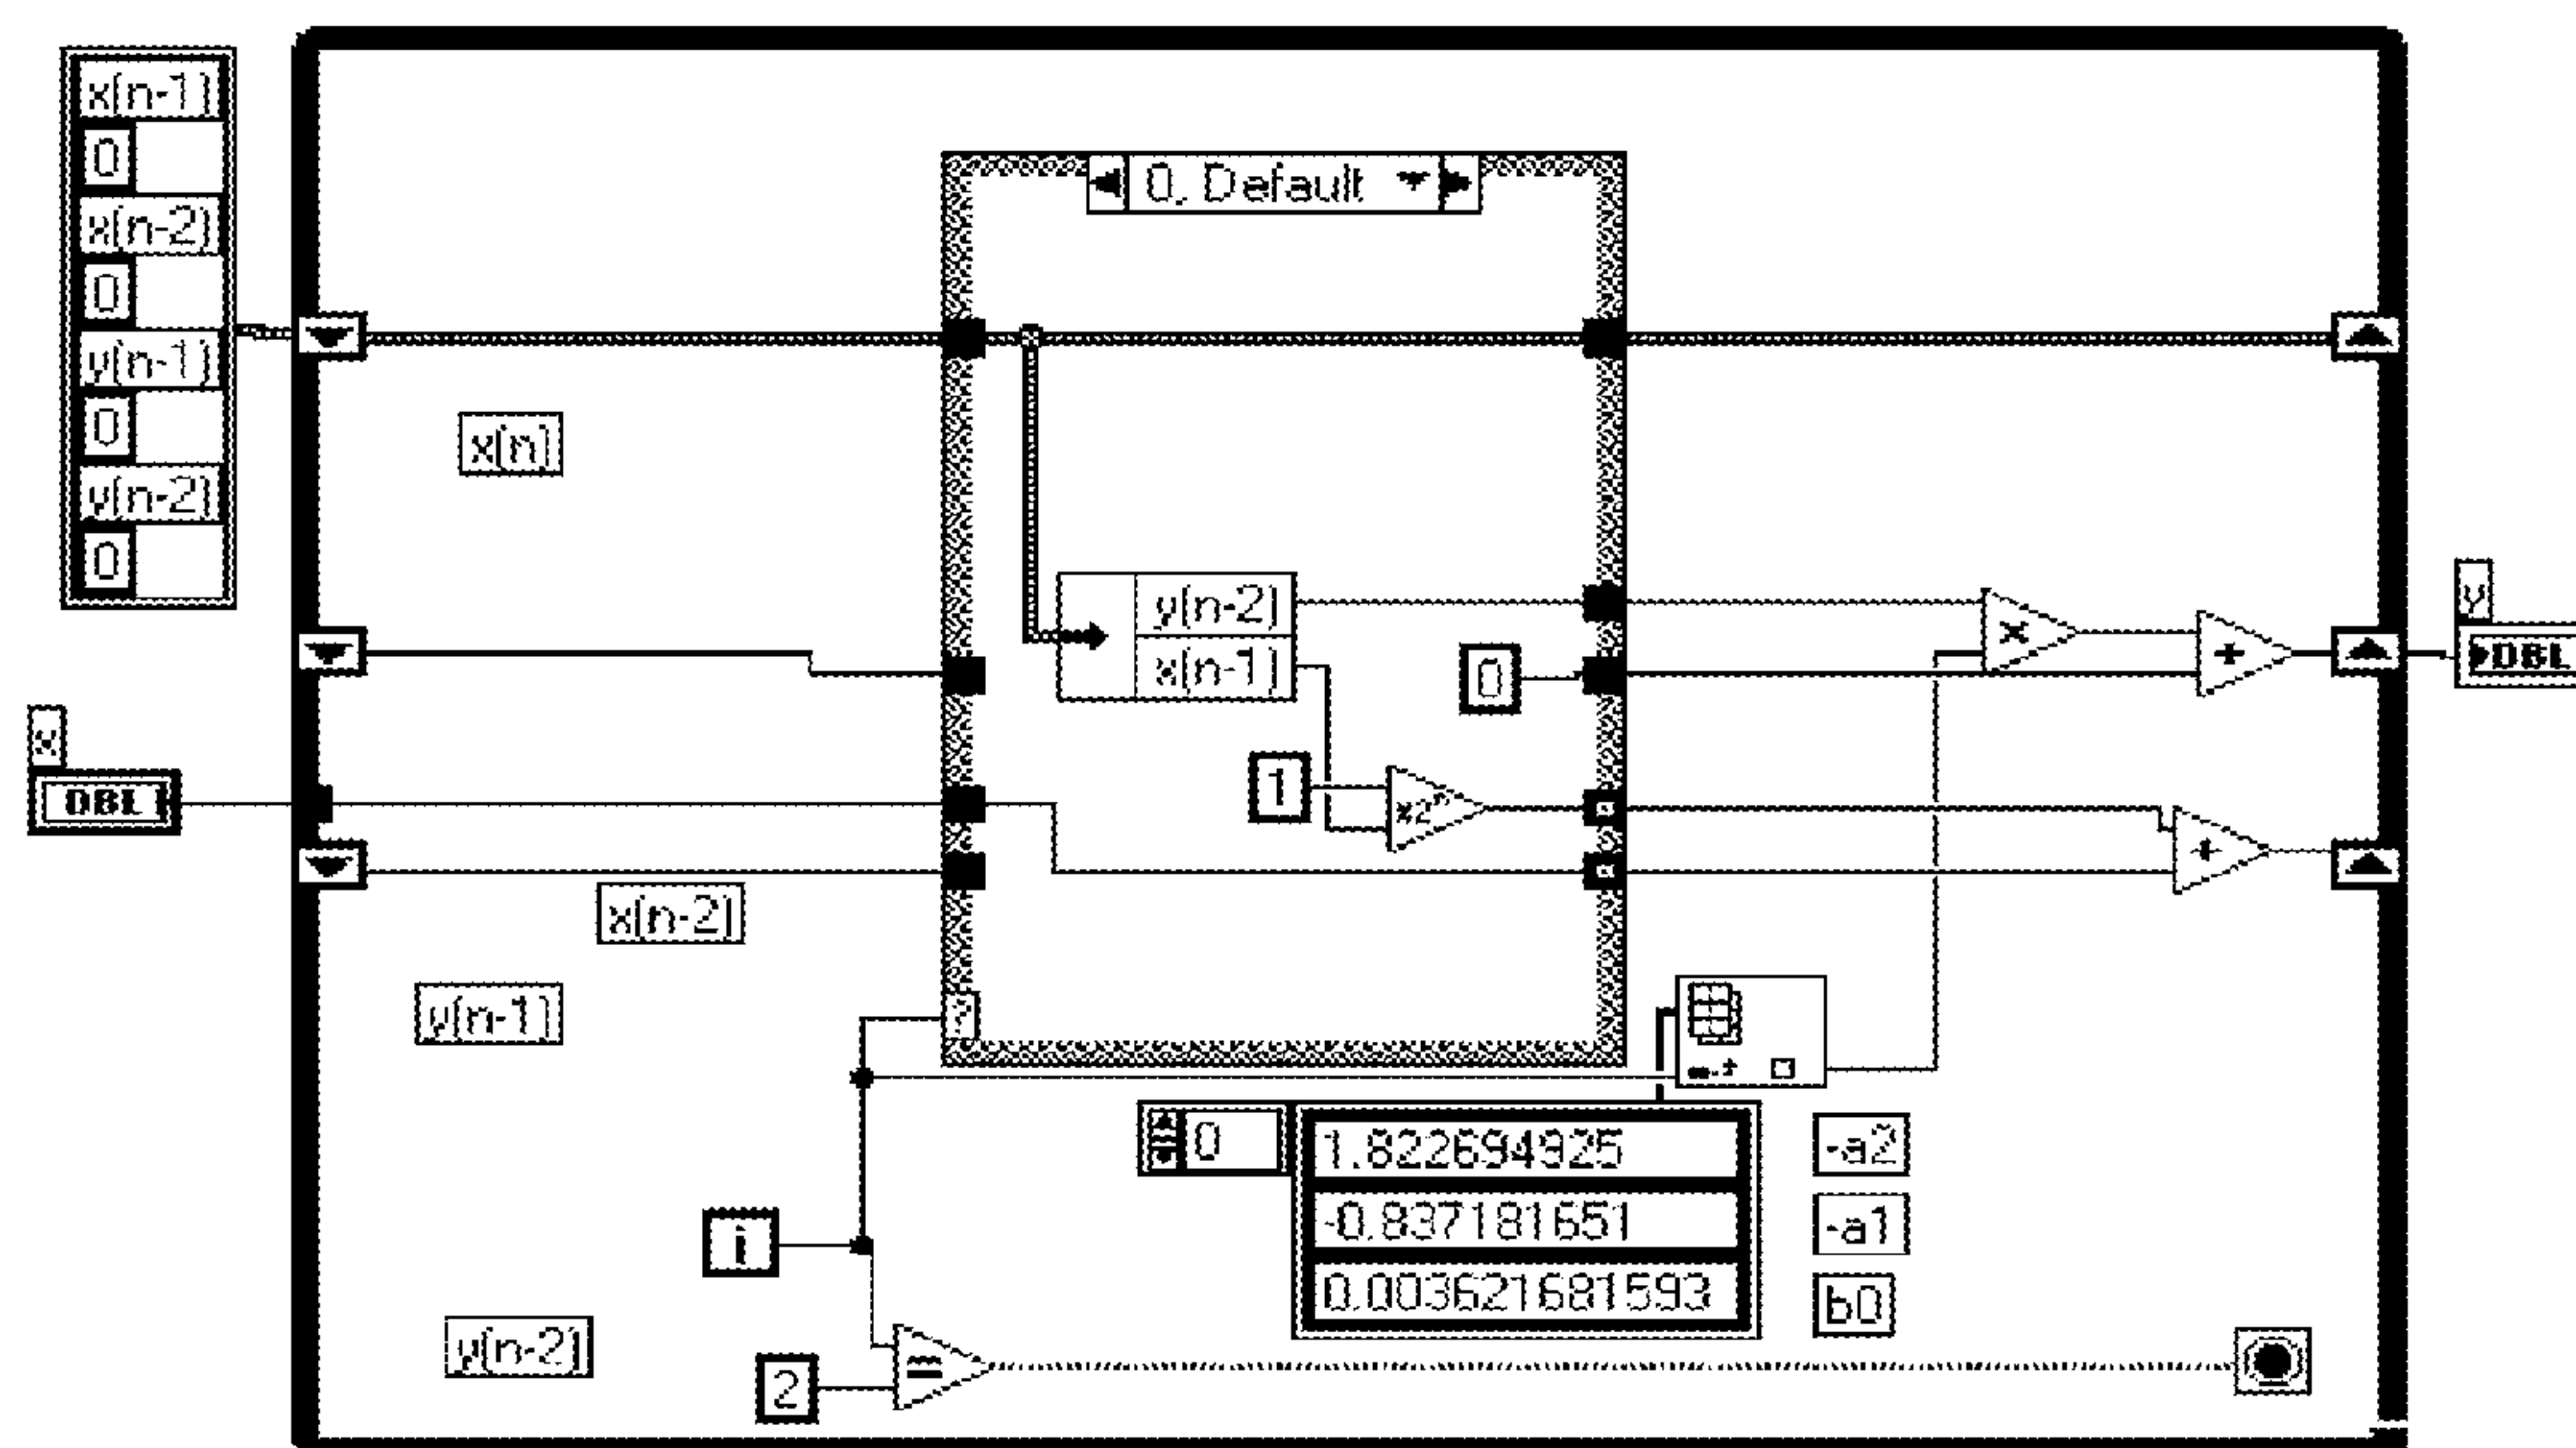 x(n-1)
0
x(n-2)
0
y(n-1)
0
y(n-2)
0
0, Default
x(n)
y(n-2)
x(n-1)
0
1
x2^n
x
DBL
x
+
y
DBL
+
x(n-2)
y(n-1)
?
i
2
=
y(n-2)
0
1.822694925
-0.837181651
0.003621681593
-a2
-a1
b0